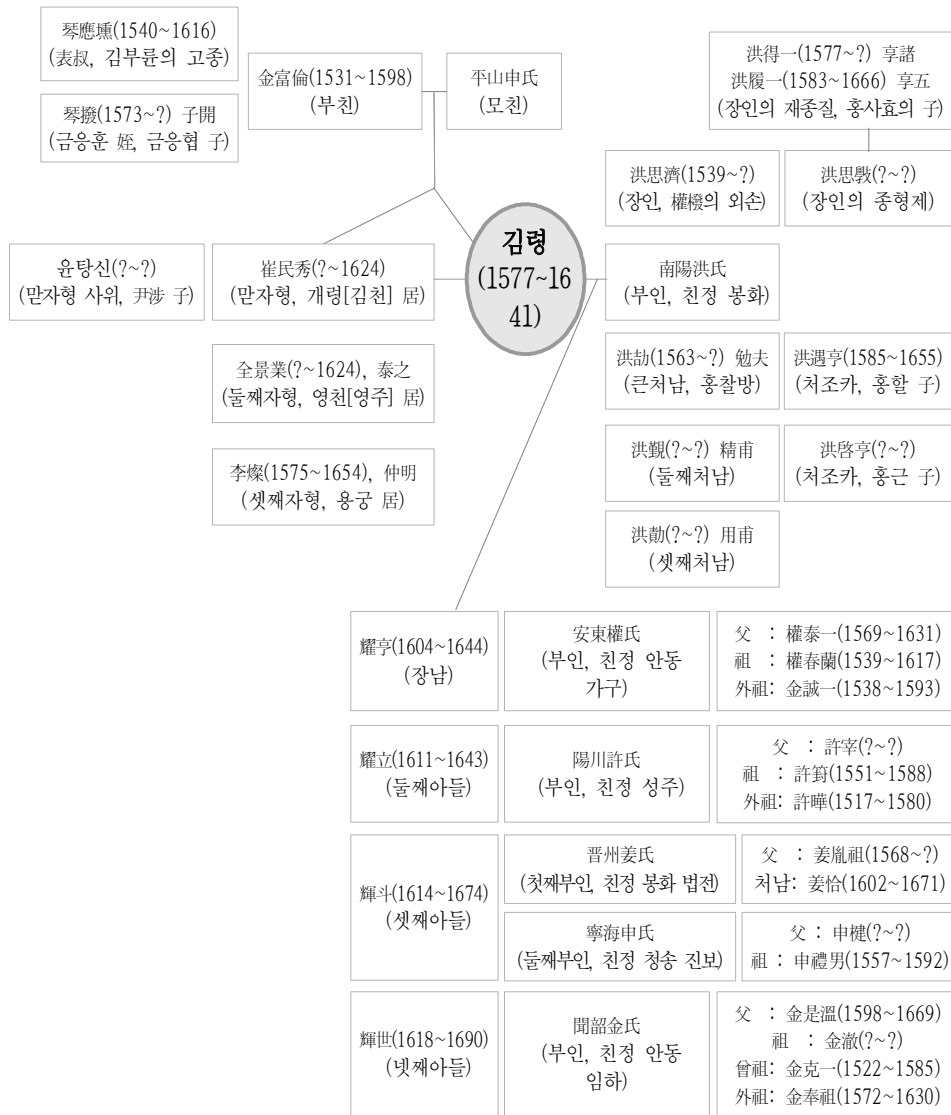 琴應壎(1540~1616)
(表叔, 김부륜의 고종)
琴撥(1573~?) 子開
(금응훈 姪, 금응협 子)
金富倫(1531~1598)
(부친)
平山申氏
(모친)
洪得一(1577~?) 享諸
洪履一(1583~1666) 享五
(장인의 재종질, 홍사효의 子)
洪思濟(1539~?)
(장인, 權橃의 외손)
洪思斆(?~?)
(장인의 종형제)
김령
(1577~16
41)
윤탕신(?~?)
(맏자형 사위, 尹涉 子)
崔民秀(?~1624)
(맏자형, 개령[김천] 居)
南陽洪氏
(부인, 친정 봉화)
全景業(?~1624), 泰之
(둘째자형, 영천[영주] 居)
洪劼(1563~?) 勉夫
(큰처남, 홍찰방)
洪遇亨(1585~1655)
(처조카, 홍할 子)
李燦(1575~1654), 仲明
(셋째자형, 용궁 居)
洪覲(?~?) 精甫
(둘째처남)
洪啓亨(?~?)
(처조카, 홍근 子)
洪勛(?~?) 用甫
(셋째처남)
耀亨(1604~1644)
(장남)
安東權氏
(부인, 친정 안동
가구)
父 : 權泰一(1569~1631)
祖 : 權春蘭(1539~1617)
外祖: 金誠一(1538~1593)
耀立(1611~1643)
(둘째아들)
陽川許氏
(부인, 친정 성주)
父 : 許宰(?~?)
祖 : 許篈(1551~1588)
外祖: 許曄(1517~1580)
輝斗(1614~1674)
(셋째아들)
晋州姜氏
(첫째부인, 친정 봉화 법전)
父 : 姜胤祖(1568~?)
처남: 姜恰(1602~1671)
寧海申氏
(둘째부인, 친정 청송 진보)
父 : 申楗(?~?)
祖 : 申禮男(1557~1592)
輝世(1618~1690)
(넷째아들)
聞韶金氏
(부인, 친정 안동
임하)
父 : 金是溫(1598~1669)
祖 : 金澈(?~?)
曾祖: 金克一(1522~1585)
外祖: 金奉祖(1572~1630)